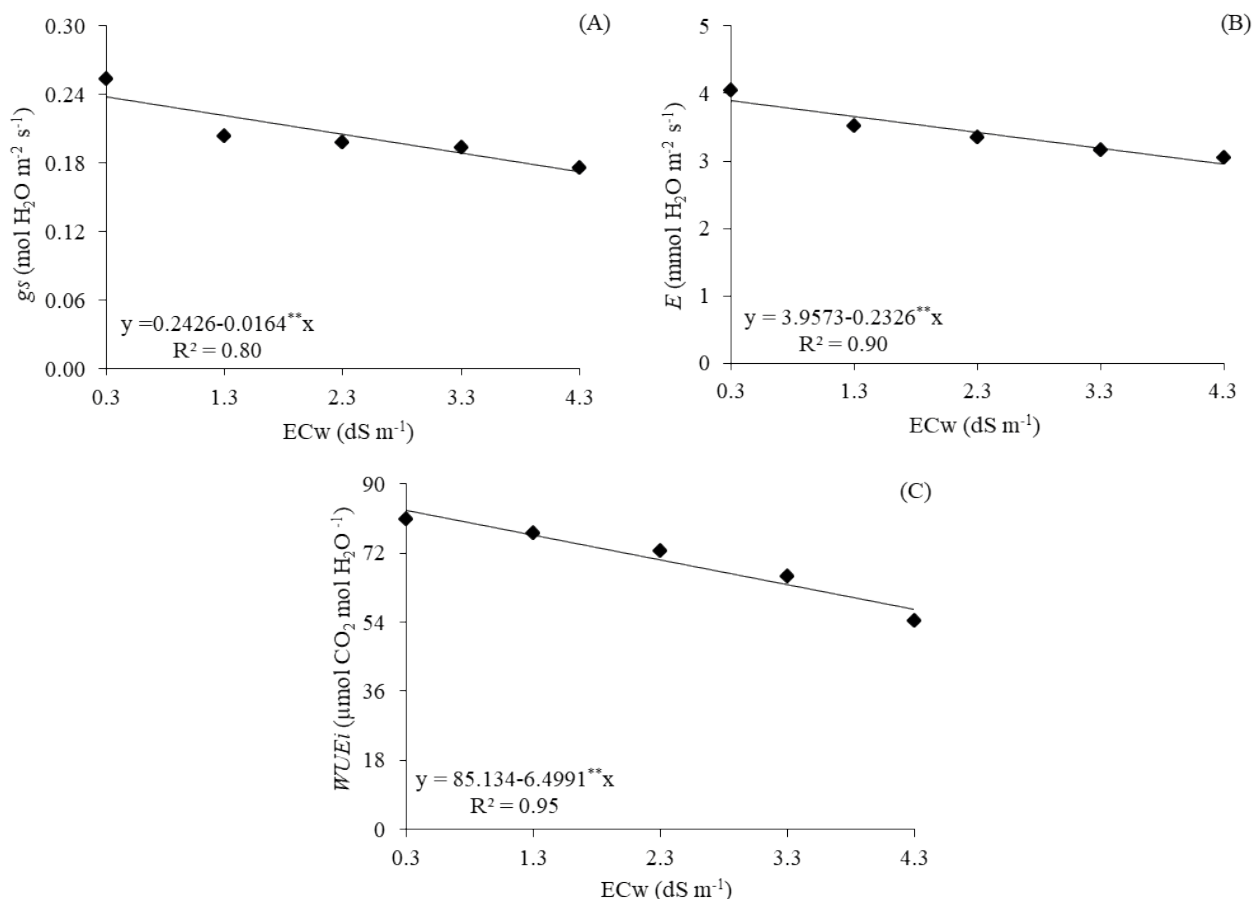 (A)
0.30
0.24
0.18
0.12
0.06
0.00
gs (mol H₂O m⁻² s⁻¹)
y =0.2426-0.0164**x
R² = 0.80
0.3 1.3 2.3 3.3 4.3
ECw (dS m⁻¹)
(B)
5
4
3
2
1
0
E (mmol H₂O m⁻² s⁻¹)
y = 3.9573-0.2326**x
R² = 0.90
0.3 1.3 2.3 3.3 4.3
ECw (dS m⁻¹)
(C)
90
72
54
36
18
0
WUEi (µmol CO₂ mol H₂O⁻¹)
y = 85.134-6.4991**x
R² = 0.95
0.3 1.3 2.3 3.3 4.3
ECw (dS m⁻¹)